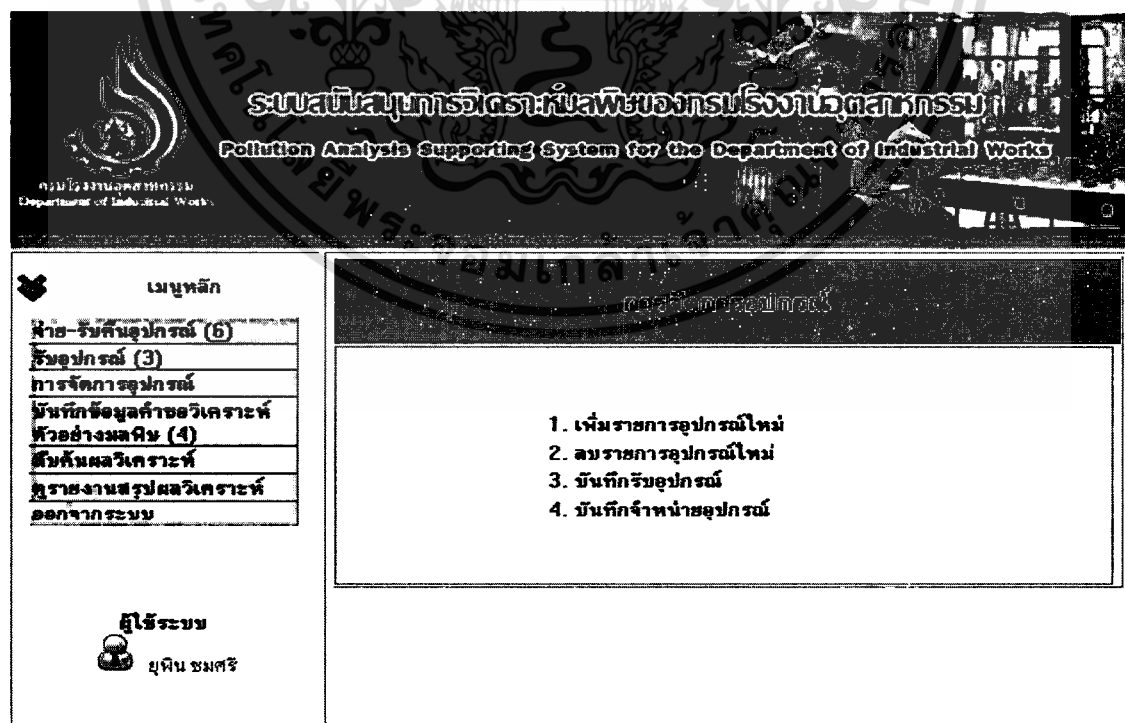 ระบบสนับสนุนการวิเคราะห์มลพิษของกรมโรงงานอุตสาหกรรม
Pollution Analysis Supporting System for the Department of Industrial Works
กรมโรงงานอุตสาหกรรม
Department of Industrial Works
เมนูหลัก
จ่าย-รับคืนอุปกรณ์ (6)
รับอุปกรณ์ (3)
การจัดการอุปกรณ์
บันทึกข้อมูลคำขอวิเคราะห์
ตัวอย่างมลพิษ (4)
สืบค้นผลวิเคราะห์
ดูรายงานสรุปผลวิเคราะห์
ออกจากระบบ
ผู้ใช้ระบบ
ยุพิน ชมศรี
การจัดการอุปกรณ์
1. เพิ่มรายการอุปกรณ์ใหม่
2. ลบรายการอุปกรณ์ใหม่
3. บันทึกรับอุปกรณ์
4. บันทึกจำหน่ายอุปกรณ์